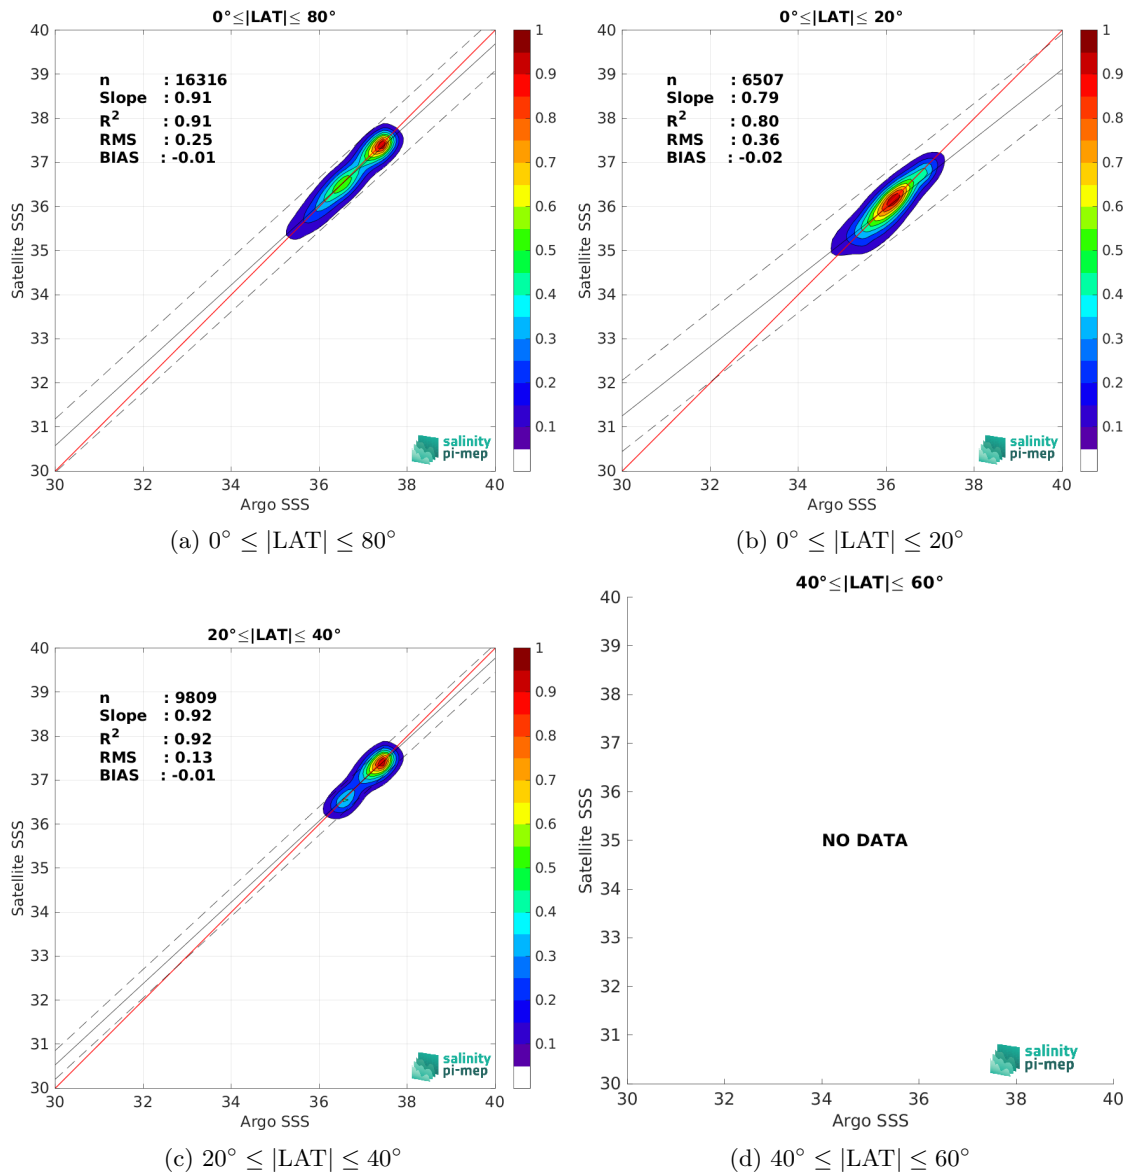 0°≤|LAT|≤ 80°
40
39
38
37
36
35
34
33
32
31
30
Satellite SSS
n : 16316
Slope : 0.91
R² : 0.91
RMS : 0.25
BIAS : -0.01
salinity
pi-mep
30 32 34 36 38 40
Argo SSS
1
0.9
0.8
0.7
0.6
0.5
0.4
0.3
0.2
0.1
(a) 0° ≤ |LAT| ≤ 80°
0°≤|LAT|≤ 20°
40
39
38
37
36
35
34
33
32
31
30
Satellite SSS
n : 6507
Slope : 0.79
R² : 0.80
RMS : 0.36
BIAS : -0.02
salinity
pi-mep
30 32 34 36 38 40
Argo SSS
1
0.9
0.8
0.7
0.6
0.5
0.4
0.3
0.2
0.1
(b) 0° ≤ |LAT| ≤ 20°
20°≤|LAT|≤ 40°
40
39
38
37
36
35
34
33
32
31
30
Satellite SSS
n : 9809
Slope : 0.92
R² : 0.92
RMS : 0.13
BIAS : -0.01
salinity
pi-mep
30 32 34 36 38 40
Argo SSS
1
0.9
0.8
0.7
0.6
0.5
0.4
0.3
0.2
0.1
(c) 20° ≤ |LAT| ≤ 40°
40°≤|LAT|≤ 60°
40
39
38
37
36
35
34
33
32
31
30
Satellite SSS
NO DATA
salinity
pi-mep
30 32 34 36 38 40
Argo SSS
(d) 40° ≤ |LAT| ≤ 60°